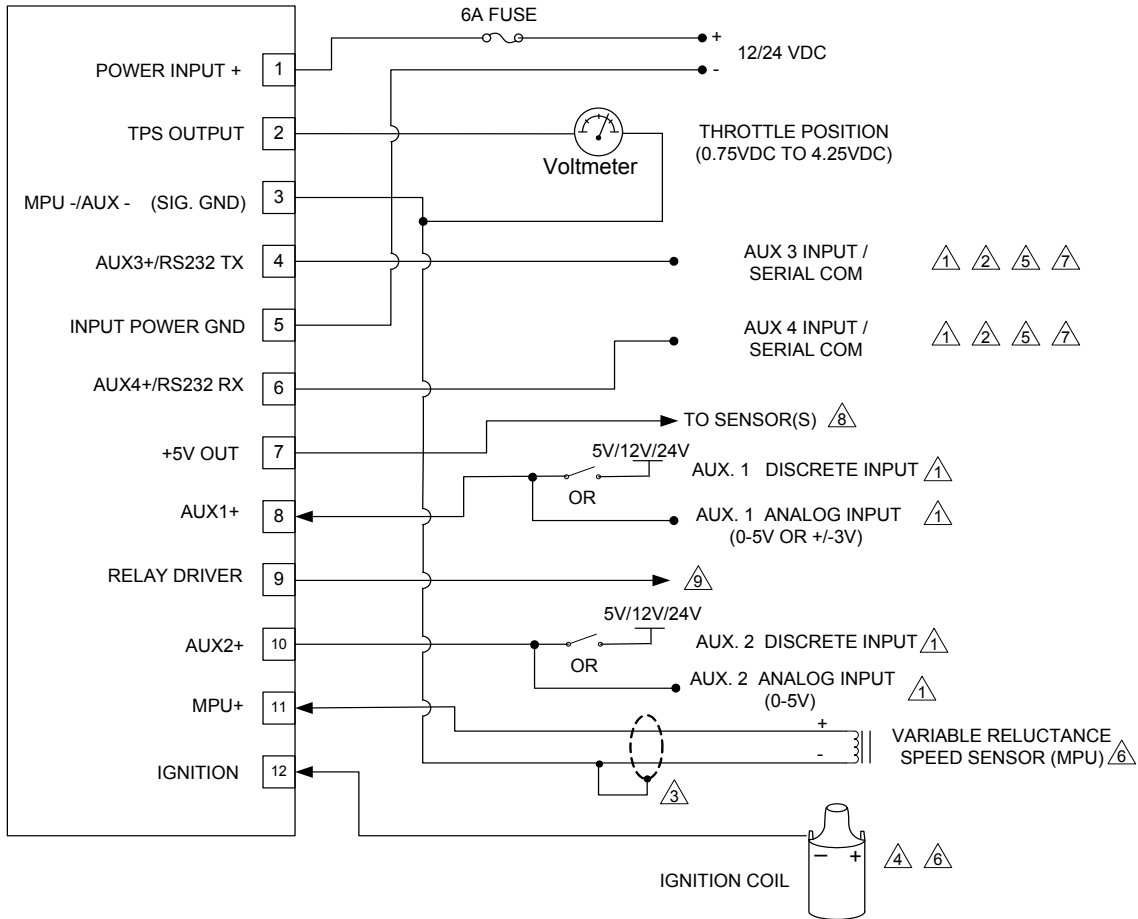 6A FUSE
+
12/24 VDC
-
POWER INPUT + 1
TPS OUTPUT 2
Voltmeter
THROTTLE POSITION
(0.75VDC TO 4.25VDC)
MPU -/AUX - (SIG. GND) 3
AUX3+/RS232 TX 4
AUX 3 INPUT /
SERIAL COM
1 2 5 7
INPUT POWER GND 5
AUX4+/RS232 RX 6
AUX 4 INPUT /
SERIAL COM
1 2 5 7
+5V OUT 7
TO SENSOR(S) 8
AUX1+ 8
5V/12V/24V
OR
AUX. 1 DISCRETE INPUT 1
AUX. 1 ANALOG INPUT 1
(0-5V OR +/-3V)
RELAY DRIVER 9
9
AUX2+ 10
5V/12V/24V
OR
AUX. 2 DISCRETE INPUT 1
AUX. 2 ANALOG INPUT 1
(0-5V)
MPU+ 11
+
-
VARIABLE RELUCTANCE
SPEED SENSOR (MPU) 6
3
IGNITION 12
IGNITION COIL
− +
4 6